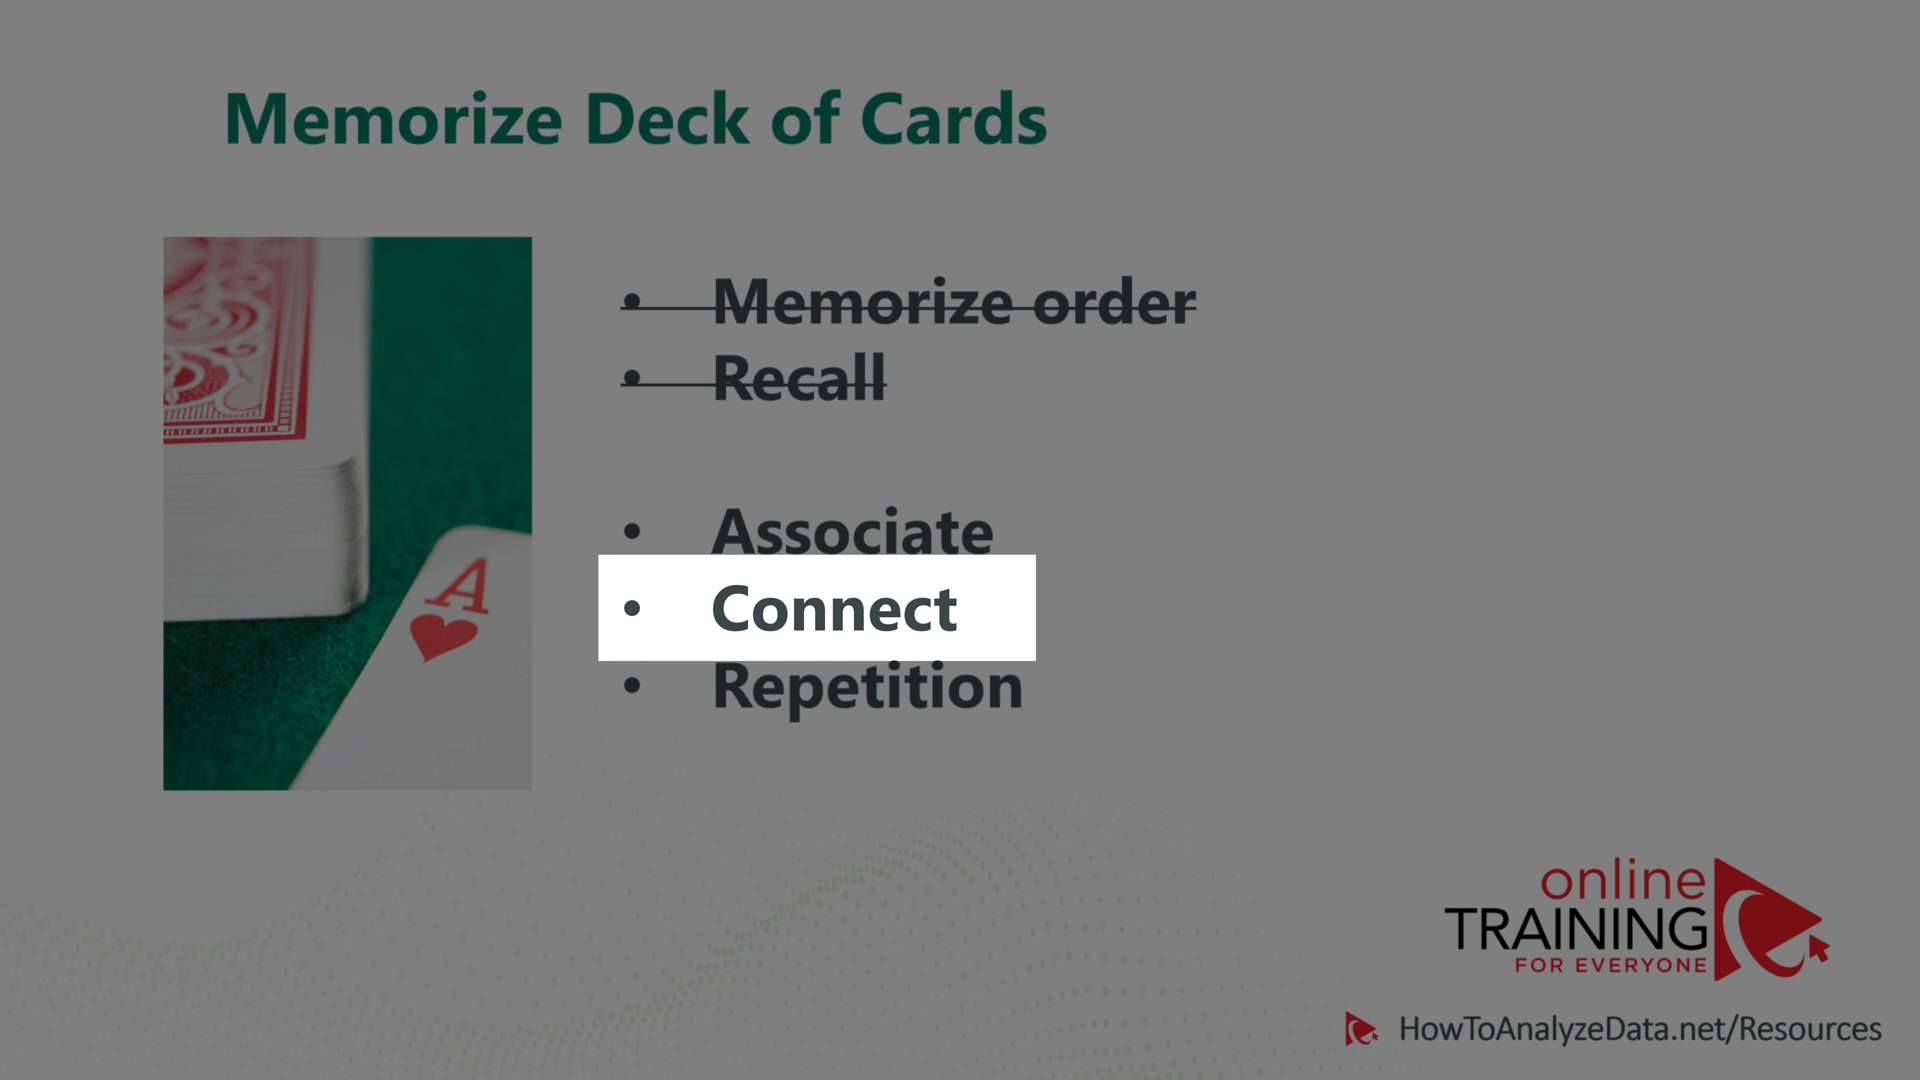 Memorize Deck of Cards
• Memorize order
• Recall
A
• Associate
• Connect
• Repetition
online
TRAINING
FOR EVERYONE
HowToAnalyzeData.net/Resources